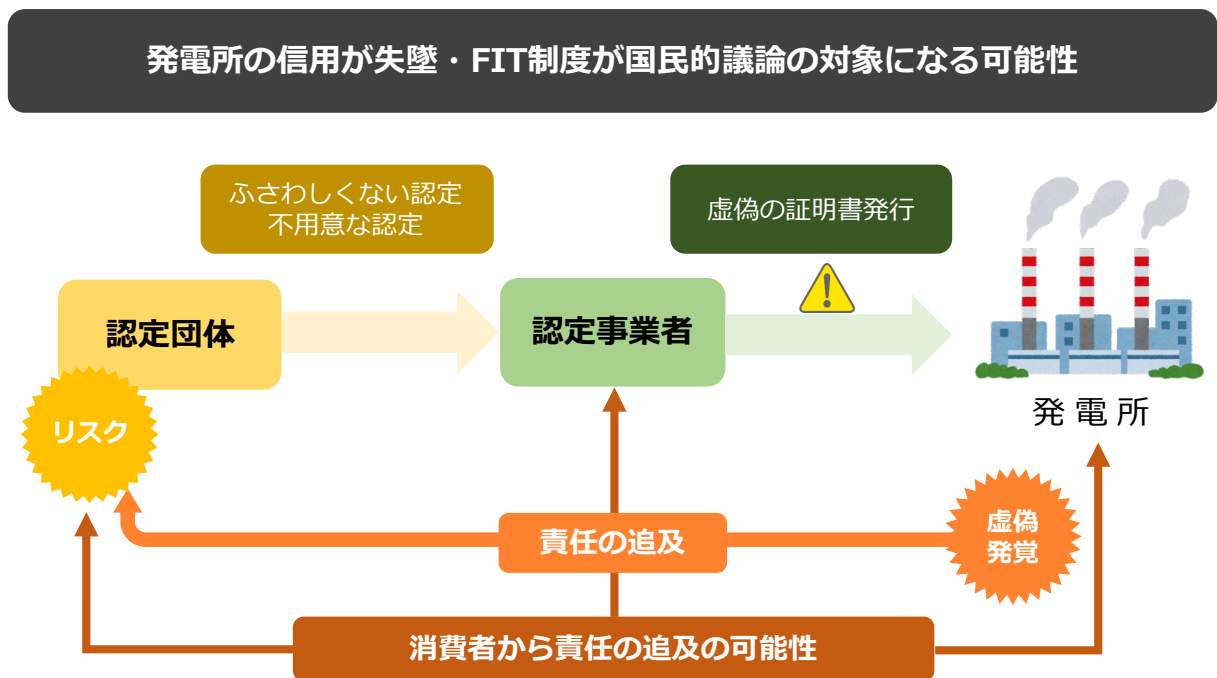 発電所の信用が失墜・FIT制度が国民的議論の対象になる可能性
ふさわしくない認定
不用意な認定
虚偽の証明書発行
認定団体
認定事業者
発電所
リスク
責任の追及
虚偽
発覚
消費者から責任の追及の可能性